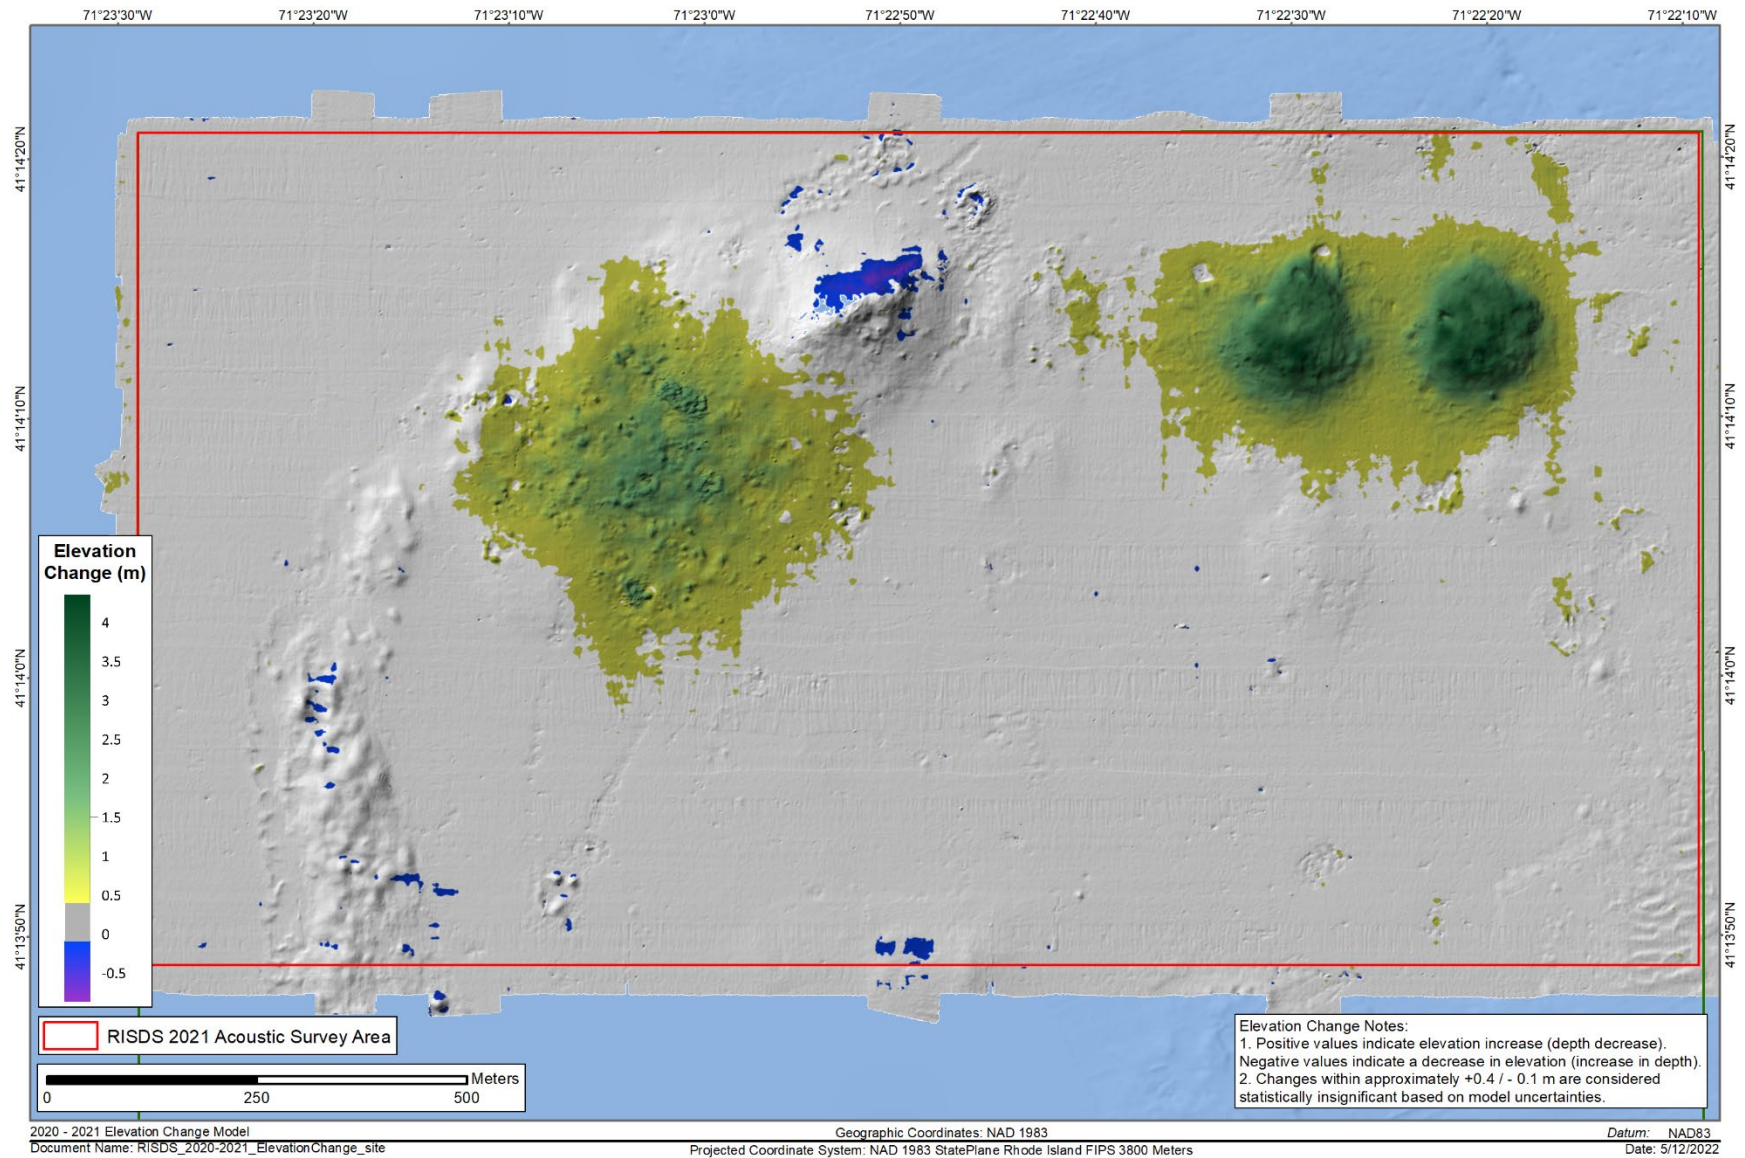 71°23'30"W 71°23'20"W 71°23'10"W 71°23'0"W 71°22'50"W 71°22'40"W 71°22'30"W 71°22'20"W 71°22'10"W
41°14'20"N 41°14'20"N
41°14'10"N 41°14'10"N
41°14'0"N 41°14'0"N
41°13'50"N 41°13'50"N
Elevation
Change (m)
4
3.5
3
2.5
2
1.5
1
0.5
0
-0.5
RISDS 2021 Acoustic Survey Area
Meters
0 250 500
Elevation Change Notes:
1. Positive values indicate elevation increase (depth decrease).
Negative values indicate a decrease in elevation (increase in depth).
2. Changes within approximately +0.4 / - 0.1 m are considered
statistically insignificant based on model uncertainties.
2020 - 2021 Elevation Change Model Geographic Coordinates: NAD 1983 Datum: NAD83
Document Name: RISDS_2020-2021_ElevationChange_site Projected Coordinate System: NAD 1983 StatePlane Rhode Island FIPS 3800 Meters Date: 5/12/2022